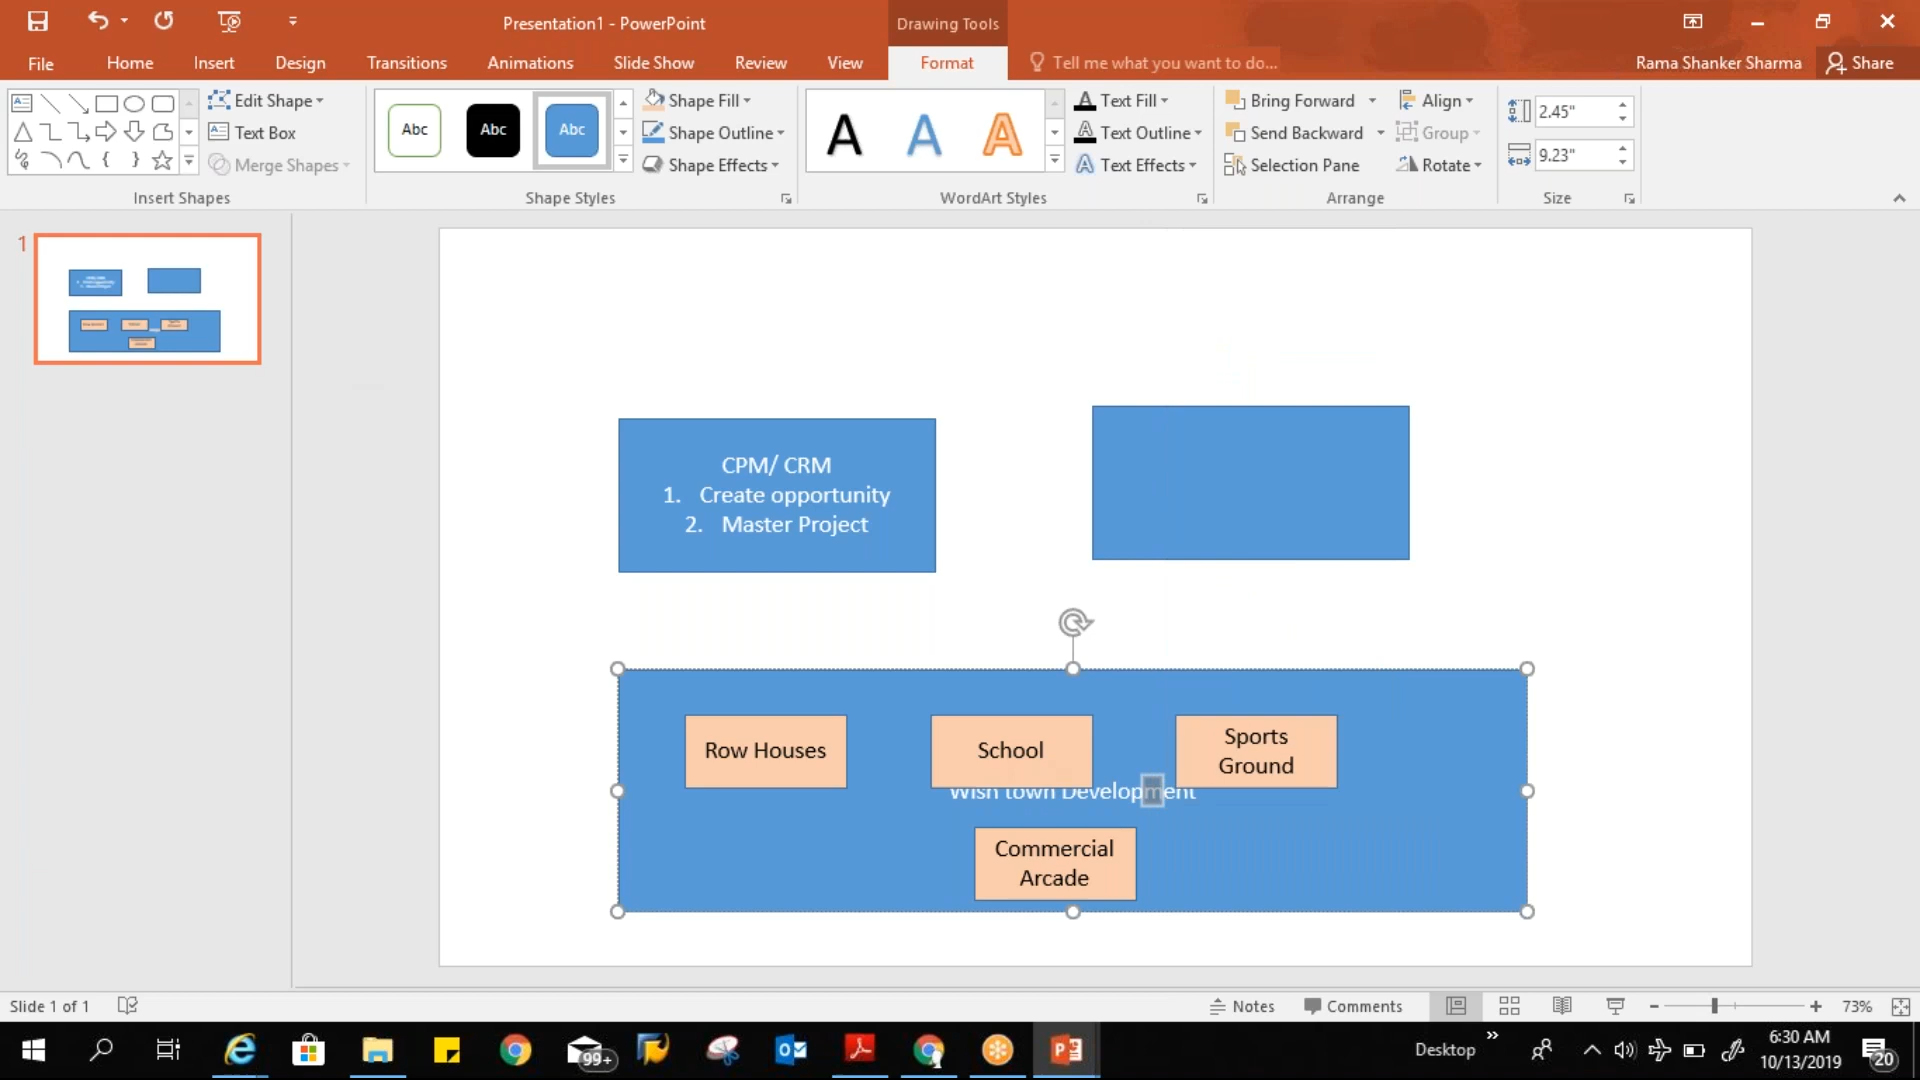 Presentation1 - PowerPoint
Drawing Tools
File
Home
Insert
Design
Transitions
Animations
Slide Show
Review
View
Format
Tell me what you want to do...
Rama Shanker Sharma
Share
Edit Shape
Text Box
Merge Shapes
Insert Shapes
Abc
Abc
Abc
Shape Fill
Shape Outline
Shape Effects
Shape Styles
A
A
A
Text Fill
Text Outline
Text Effects
WordArt Styles
Bring Forward
Send Backward
Selection Pane
Align
Group
Rotate
Arrange
2.45"
9.23"
Size
1
CPM/ CRM
1. Create opportunity
2. Master Project
Row Houses
School
Sports
Ground
Wish town Development
Commercial
Arcade
Slide 1 of 1
Notes
Comments
73%
99+
Desktop
6:30 AM
10/13/2019
20